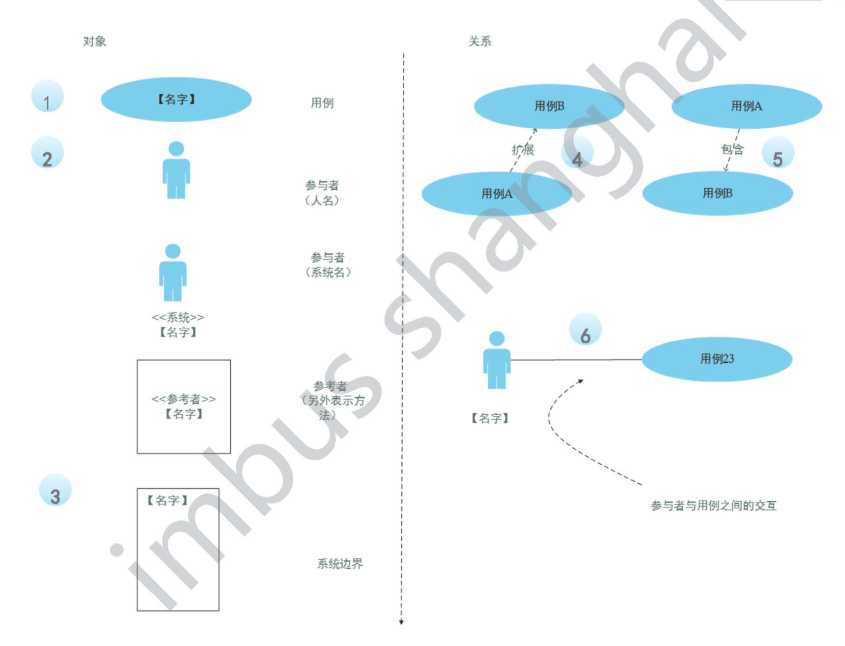 对象
关系
1
【名字】
用例
2
参与者
（人名）
参与者
（系统名）
<<系统>>
【名字】
<<参考者>>
【名字】
参考者
（另外表示方
法）
3
【名字】
系统边界
用例B
扩展
4
用例A
用例A
包含
5
用例B
6
用例23
【名字】
参与者与用例之间的交互
imbus shanghai